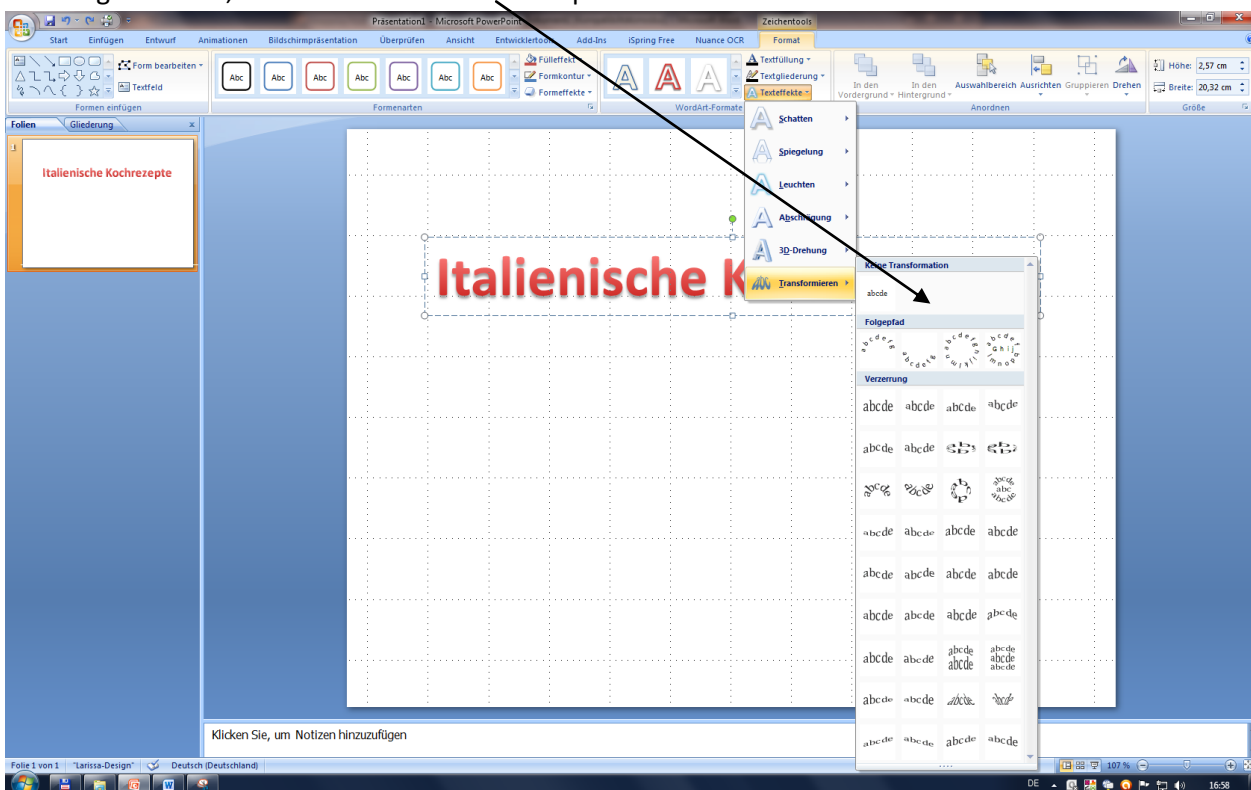 Präsentation1 - Microsoft PowerPoint
Zeichentools
Start Einfügen Entwurf Animationen Bildschirmpräsentation Überprüfen Ansicht Entwicklertools Add-Ins iSpring Free Nuance OCR Format
Form bearbeiten
Textfeld
Formen einfügen
Abc Abc Abc Abc Abc Abc Abc
Formenarten
Fülleffekt
Formkontur
Formeffekte
A A A
WordArt-Formate
Textfüllung
Textgliederung
Texteffekte
In den Vordergrund
In den Hintergrund
Auswahlbereich Ausrichten Gruppieren Drehen
Anordnen
Höhe: 2,57 cm
Breite: 20,32 cm
Größe
Folien Gliederung x
1
Italienische Kochrezepte
Italienische K
Schatten
Spiegelung
Leuchten
Abschrägung
3D-Drehung
Transformieren
Keine Transformation
abcde
Folgepfad
Verzerrung
abcde abcde abcde abcde
abcde abcde
abcde abcde abcde abcde
abcde abcde abcde abcde
abcde abcde abcde abcde
abcde abcde abcde abcde
abcde abcde
abcde abcde abcde abcde
Klicken Sie, um Notizen hinzuzufügen
Folie 1 von 1 "Larissa-Design" Deutsch (Deutschland)
107 %
DE
16:58